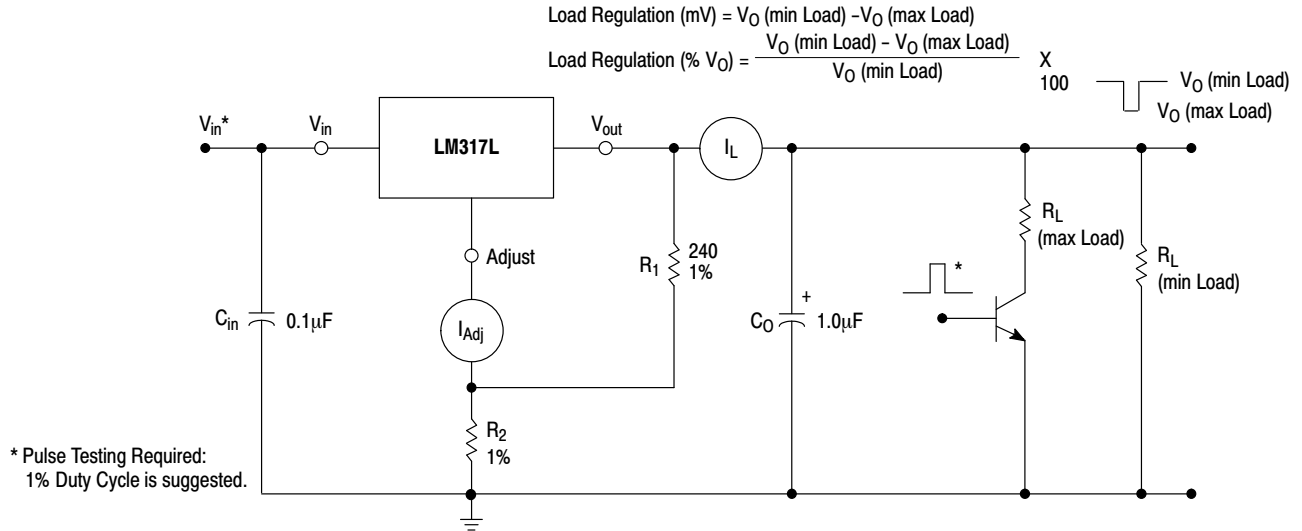 Load Regulation (mV) = VO (min Load) –VO (max Load)
Load Regulation (% VO) = VO (min Load) – VO (max Load)
VO (min Load)
X
100
VO (min Load)
VO (max Load)
Vin*
Vin
LM317L
Vout
IL
Adjust
R1
240
1%
RL
(max Load)
RL
(min Load)
*
Cin
0.1μF
IAdj
CO
+
1.0μF
R2
1%
* Pulse Testing Required:
1% Duty Cycle is suggested.